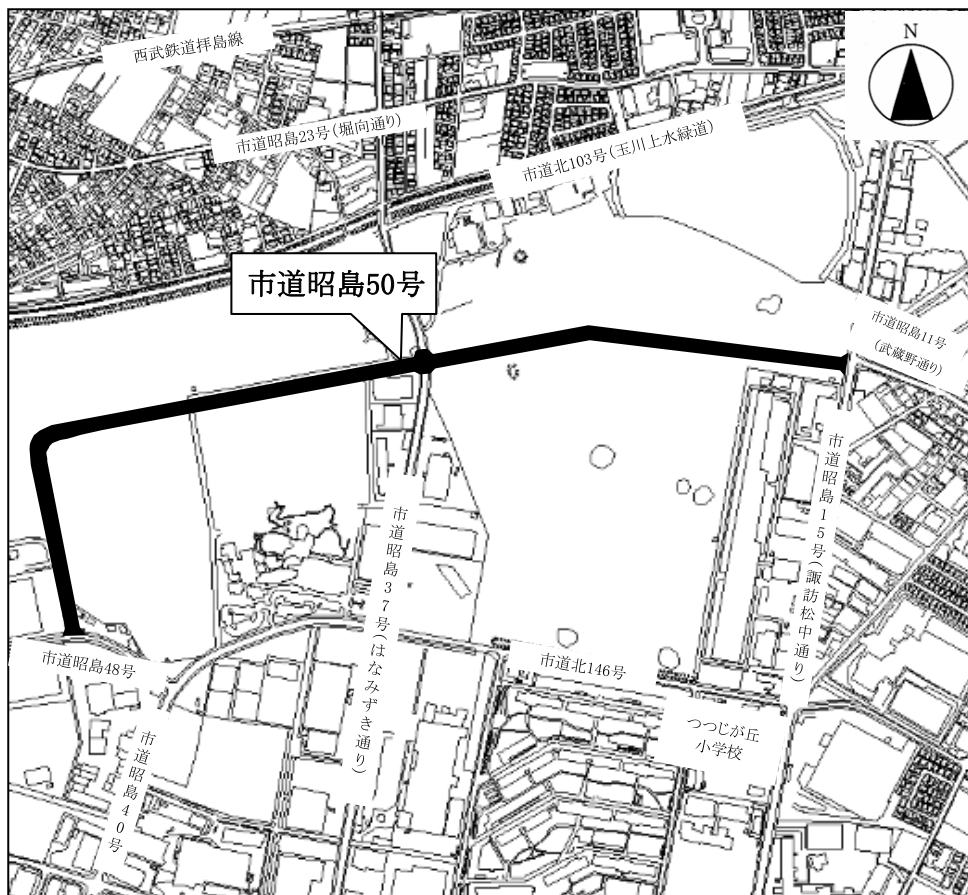 西武鉄道拝島線
N
市道昭島23号(堀向通り)
市道北103号(玉川上水緑道)
市道昭島50号
市道昭島11号
(武蔵野通り)
市道昭島15号(諏訪松中通り)
市道昭島37号(はなみずき通り)
市道昭島48号
市道北146号
つつじが丘
小学校
市道昭島40号